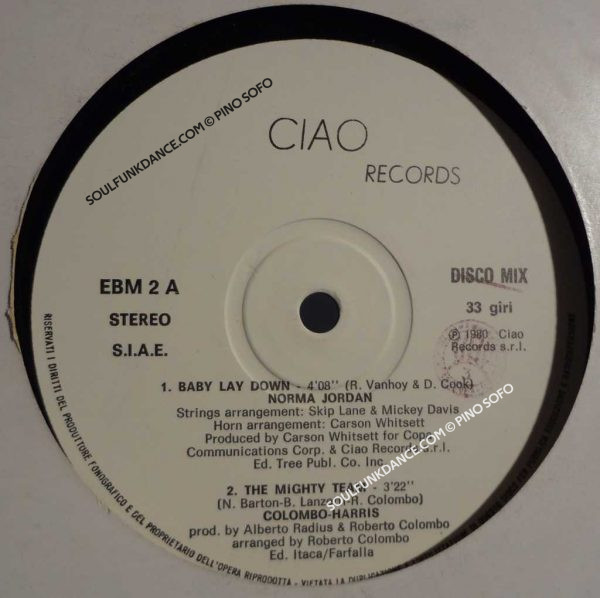 CIAO
RECORDS
SOULFUNKDANCE.COM © PINO SOFO
EBM 2 A
STEREO
S.I.A.E.
DISCO MIX
33 giri
℗ 1980 Ciao
Records s.r.l.
1. BABY LAY DOWN - 4'08'' (R. Vanhoy & D. Cook)
NORMA JORDAN
Strings arrangement: Skip Lane & Mickey Davis
Horn arrangement: Carson Whitsett
Produced by Carson Whitsett for
Communications Corp. & Ciao Records s.r.l.
Ed. Tree Publ. Co. Inc
2. THE MiGHTY - 3'22''
(N. Barton-B. R. Colombo)
COLOMBO-HARRIS
prod. by Alberto Radius & Roberto Colombo
arranged by Roberto Colombo
Ed. Itaca/Farfalla
SOULFUNKDANCE.COM © PINO SOFO
RISERVATI I DIRITTI DEL PRODUTTORE FONOGRAFICO E DEL PROPRIETARIO DELL'OPERA RIPRODOTTA - VIETATA LA DUPLICAZIONE